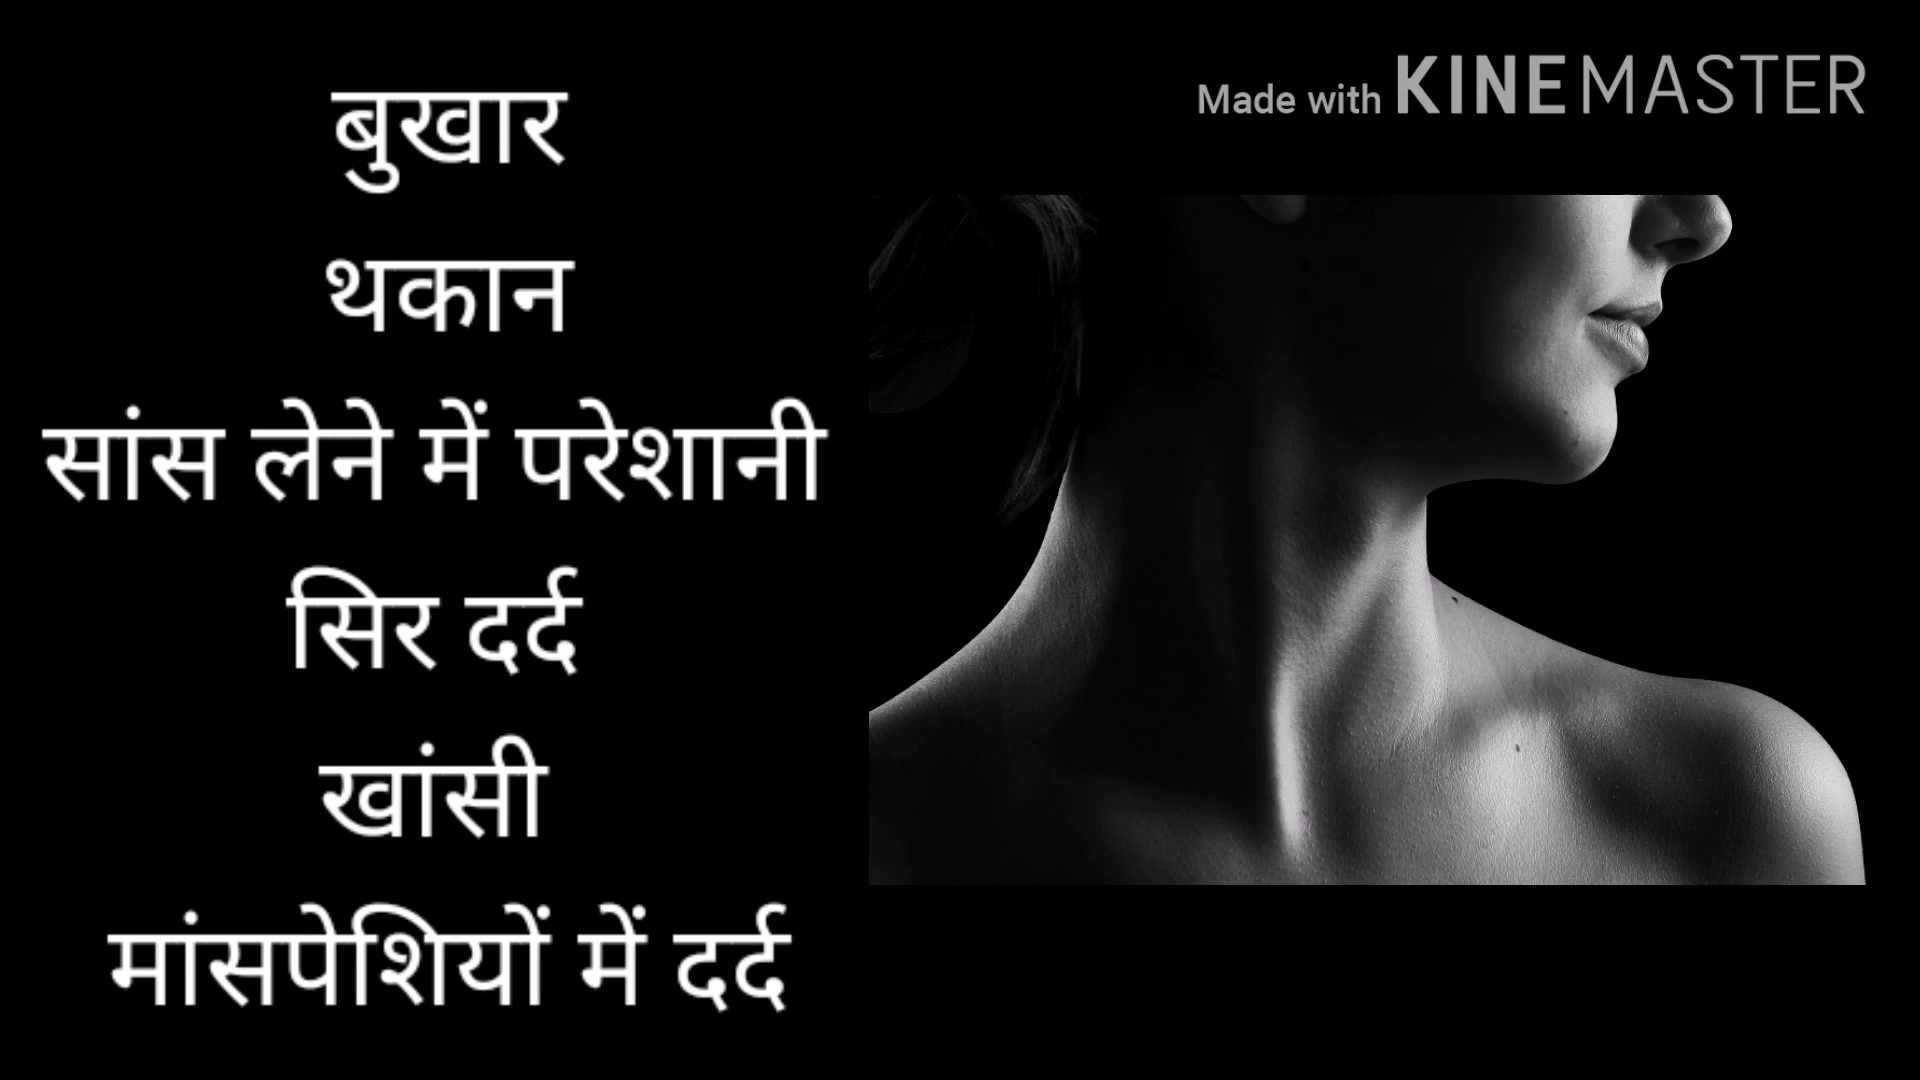 Made with KINEMASTER
बुखार
थकान
सांस लेने में परेशानी
सिर दर्द
खांसी
मांसपेशियों में दर्द